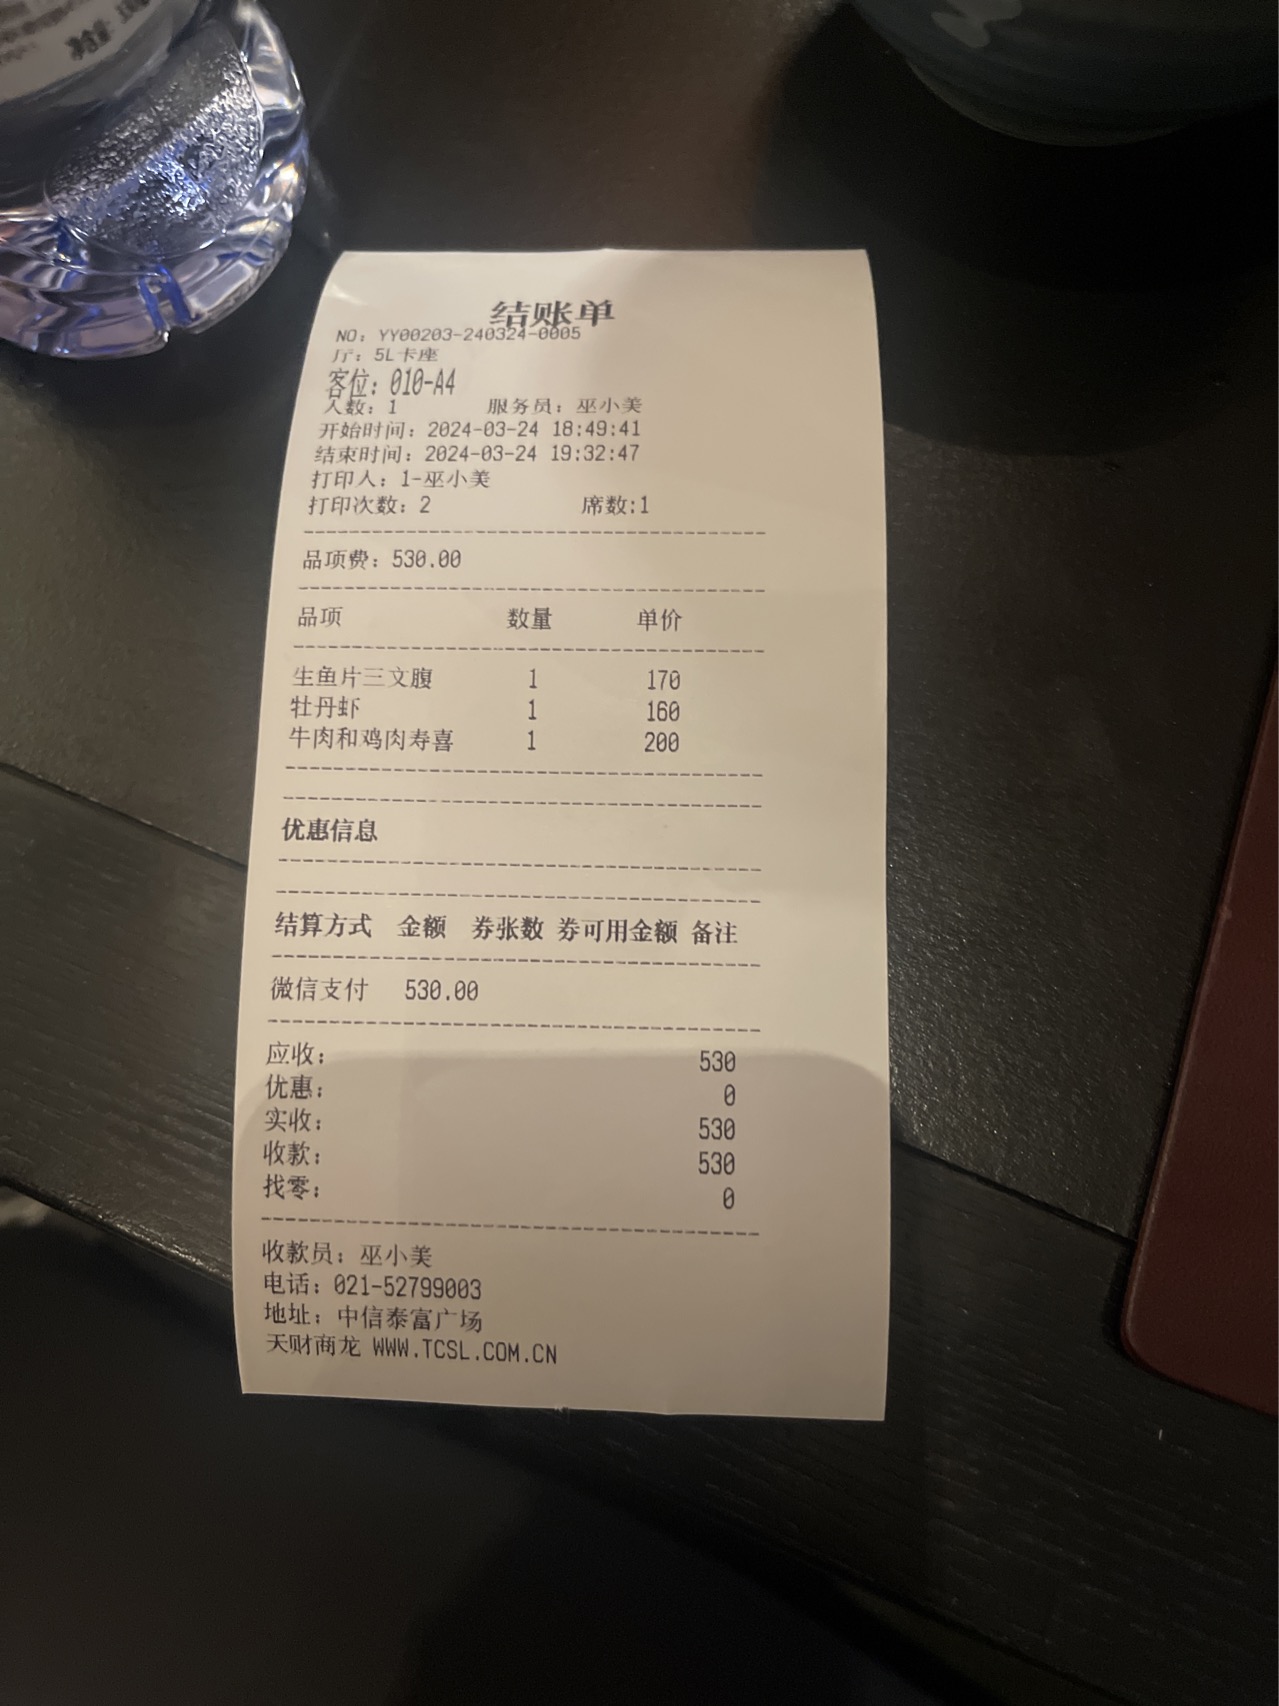 结账单
NO: YY00203-240324-0005
厅: 5L卡座
客位: 010-A4
人数: 1 服务员: 巫小美
开始时间: 2024-03-24 18:49:41
结束时间: 2024-03-24 19:32:47
打印人: 1-巫小美
打印次数: 2 席数:1
品项费: 530.00
品项 数量 单价
生鱼片三文腹 1 170
牡丹虾 1 160
牛肉和鸡肉寿喜 1 200
优惠信息
结算方式 金额 券张数 券可用金额 备注
微信支付 530.00
应收: 530
优惠: 0
实收: 530
收款: 530
找零: 0
收款员: 巫小美
电话: 021-52799003
地址: 中信泰富广场
天财商龙 WWW.TCSL.COM.CN